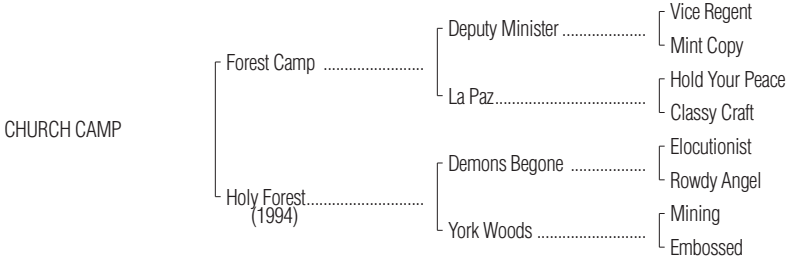 CHURCH CAMP
Forest Camp ........................
Holy Forest...........................
(1994)
Deputy Minister ....................
La Paz....................................
Demons Begone ..................
York Woods ..........................
Vice Regent
Mint Copy
Hold Your Peace
Classy Craft
Elocutionist
Rowdy Angel
Mining
Embossed